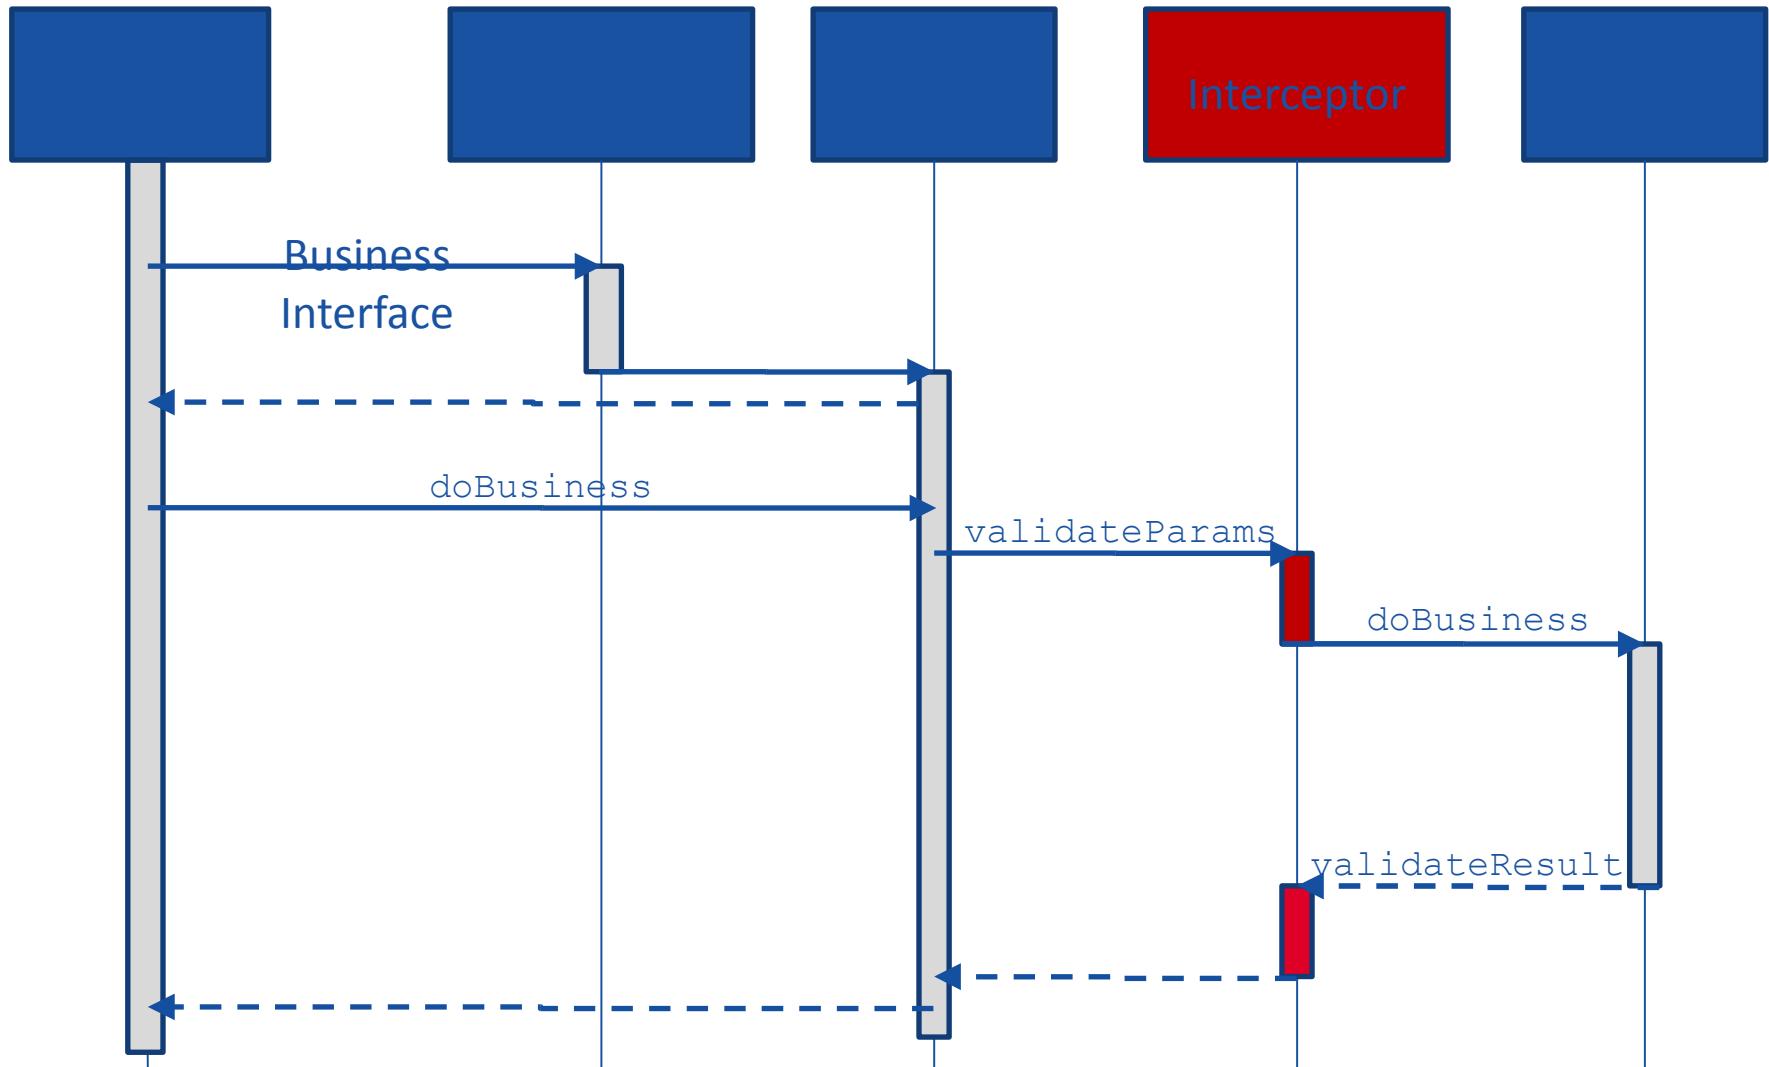 Interceptor
Business
Interface
doBusiness
validateParams
doBusiness
validateResult